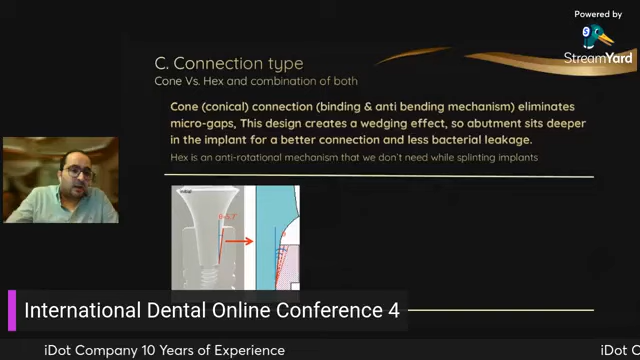 Powered by
StreamYard
C. Connection type
Cone Vs. Hex and combination of both
Cone (conical) connection (binding & anti bending mechanism) eliminates
micro-gaps, This design creates a wedging effect, so abutment sits deeper
in the implant for a better connection and less bacterial leakage.
Hex is an anti-rotational mechanism that we don't need while splinting implants
International Dental Online Conference 4
iDot Company 10 Years of Experience
iDot Co